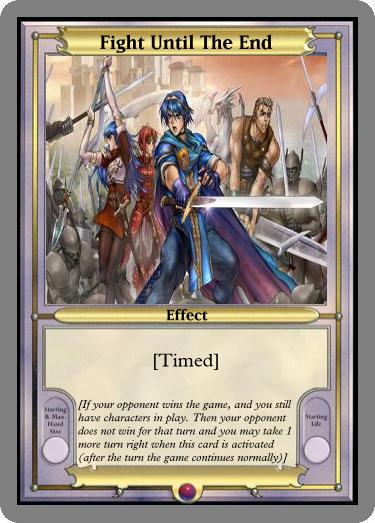 Fight Until The End
Effect
[Timed]
Starting
& Max.
Hand
Size
[If your opponent wins the game, and you still
have characters in play. Then your opponent
does not win for that turn and you may take 1
more turn right when this card is activated
(after the turn the game continues normally)]
Starting
Life